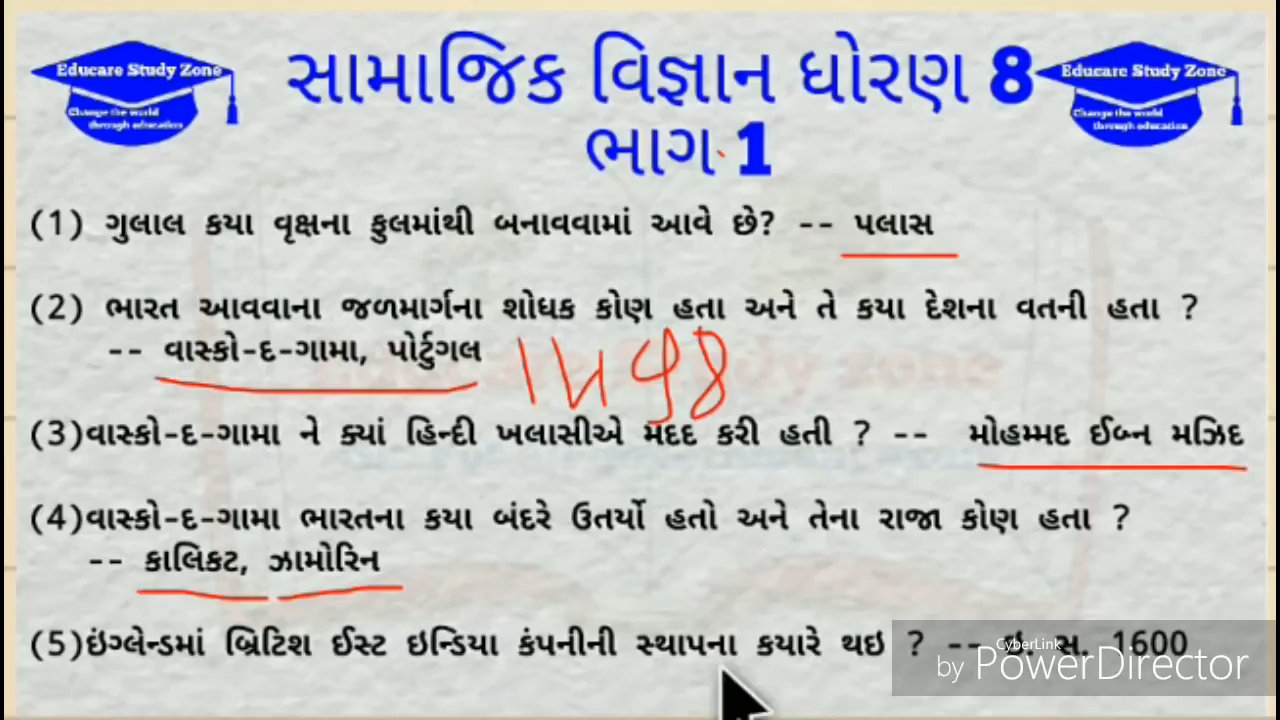 Educare Study Zone
Change the world
through education
સામાજિક વિજ્ઞાન ધોરણ 8
ભાગ 1
Educare Study Zone
Change the world
through education
(1) ગુલાલ કયા વૃક્ષના ફુલમાંથી બનાવવામાં આવે છે? -- પલાસ
(2) ભારત આવવાના જળમાર્ગના શોધક કોણ હતા અને તે કયા દેશના વતની હતા ?
-- વાસ્કો-દ-ગામા, પોર્ટુગલ
1498
(3)વાસ્કો-દ-ગામા ને ક્યાં હિન્દી ખલાસીએ મદદ કરી હતી ? -- મોહમ્મદ ઈબ્ન મઝિદ
(4)વાસ્કો-દ-ગામા ભારતના કયા બંદરે ઉતર્યો હતો અને તેના રાજા કોણ હતા ?
-- કાલિકટ, ઝામોરિન
(5)ઇંગ્લેન્ડમાં બ્રિટિશ ઈસ્ટ ઇન્ડિયા કંપનીની સ્થાપના કયારે થઇ ? -- ઇ. સ. 1600
CyberLink
by PowerDirector